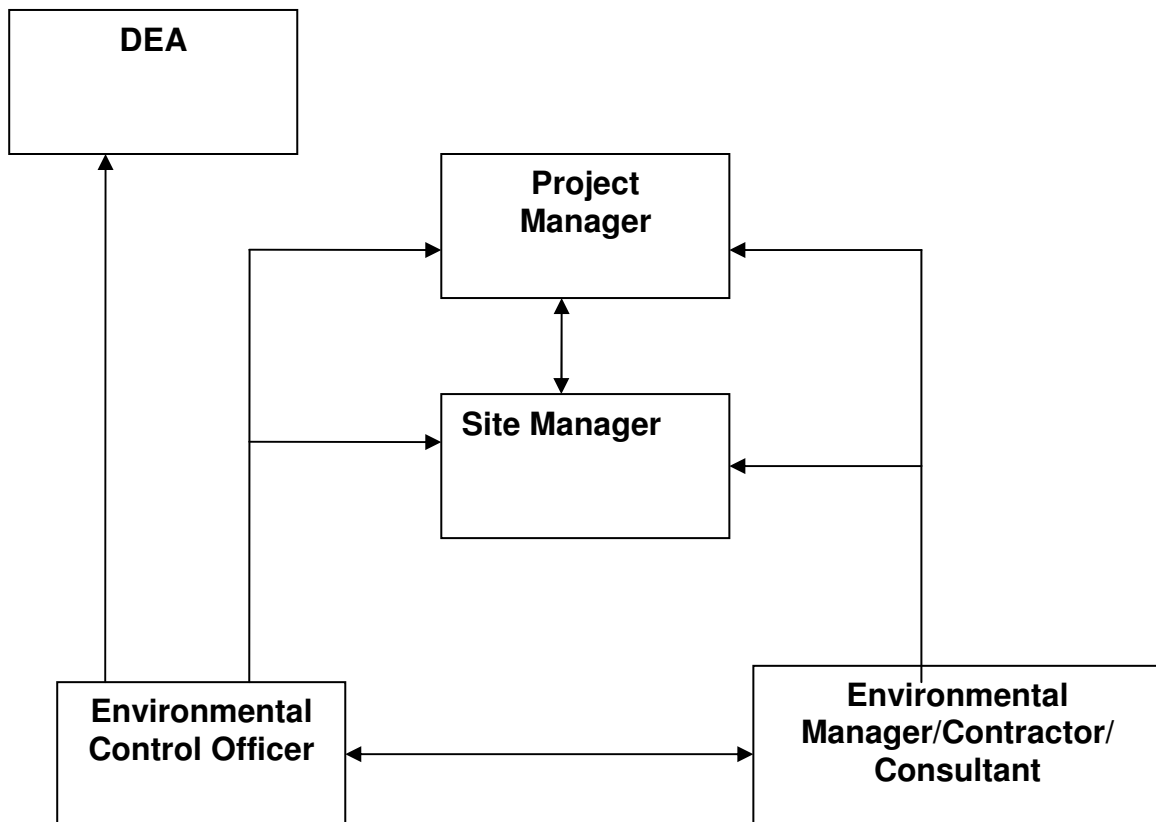 DEA
Project
Manager
Site Manager
Environmental
Control Officer
Environmental
Manager/Contractor/
Consultant